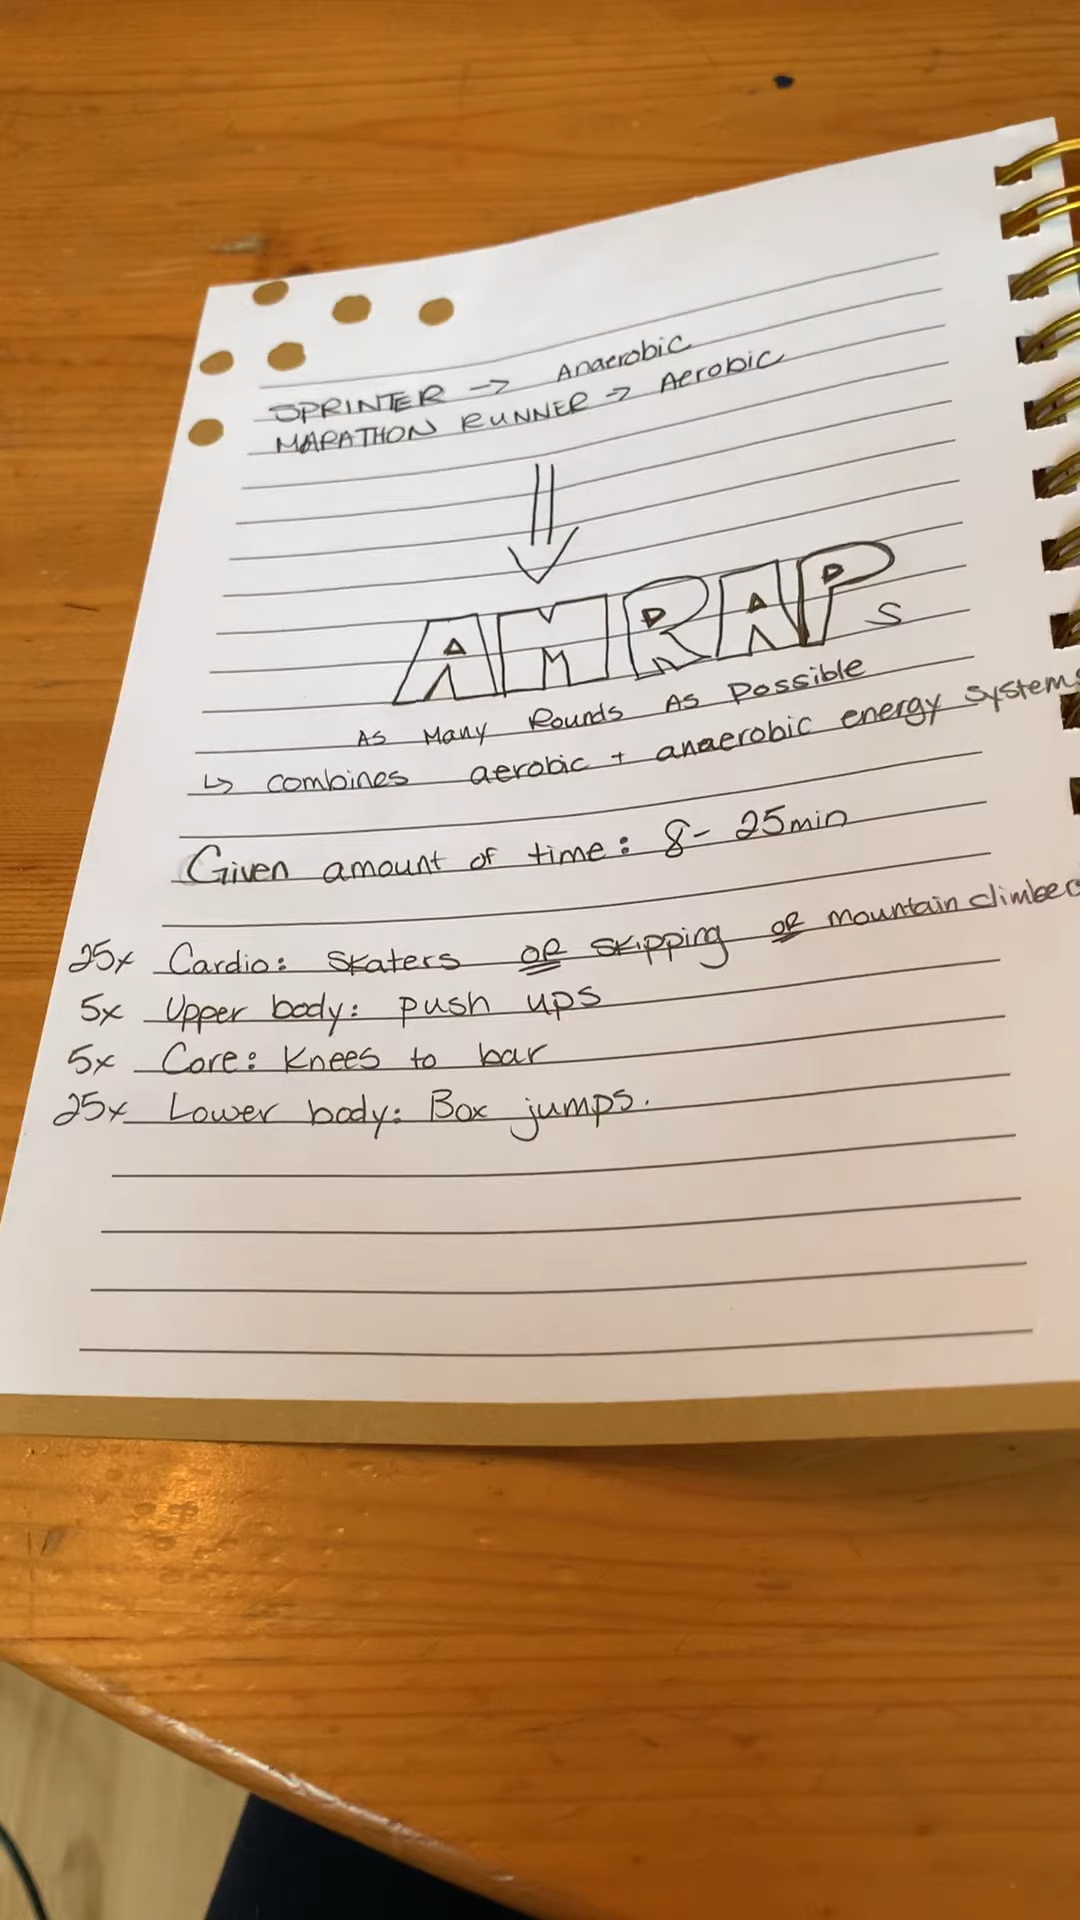 SPRINTER -> Anaerobic
MARATHON RUNNER -> Aerobic
AMRAPs
As Many Rounds As Possible
↳ combines aerobic + anaerobic energy systems
Given amount of time: 8- 25min
25x Cardio: skaters OR skipping OR mountain climber
5x Upper body: push ups
5x Core: Knees to bar
25x Lower body: Box jumps.